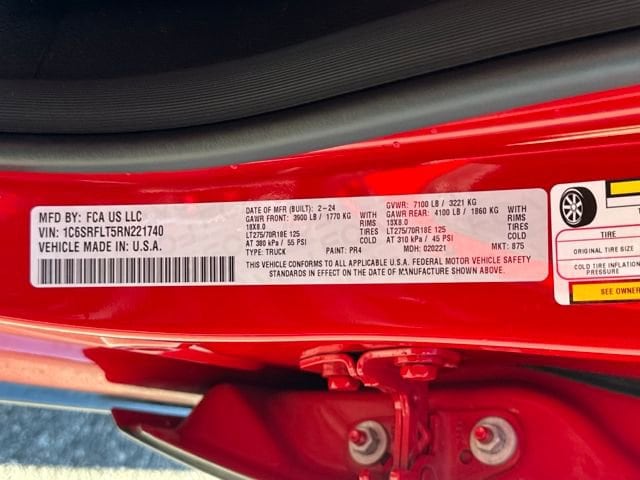 MFD BY: FCA US LLC
VIN: 1C6SRFLT5RN221740
VEHICLE MADE IN U.S.A.
DATE OF MFR (BUILT): 2-24
GAWR FRONT: 3900 LB / 1770 KG
18X8.0 RIMS
LT275/70R18E 125 TIRES
AT 380 kPa / 55 PSI COLD
TYPE: TRUCK PAINT: PR4
GVWR: 7100 LB / 3221 KG
GAWR REAR: 4100 LB / 1860 KG
18X8.0 RIMS
LT275/70R18E 125 TIRES
AT 310 kPa / 45 PSI COLD
MDH: 020221 MKT: 875
THIS VEHICLE CONFORMS TO ALL APPLICABLE U.S.A. FEDERAL MOTOR VEHICLE SAFETY
STANDARDS IN EFFECT ON THE DATE OF MANUFACTURE SHOWN ABOVE.
TIRE
ORIGINAL TIRE SIZE
COLD TIRE INFLATION
PRESSURE
SEE OWNER